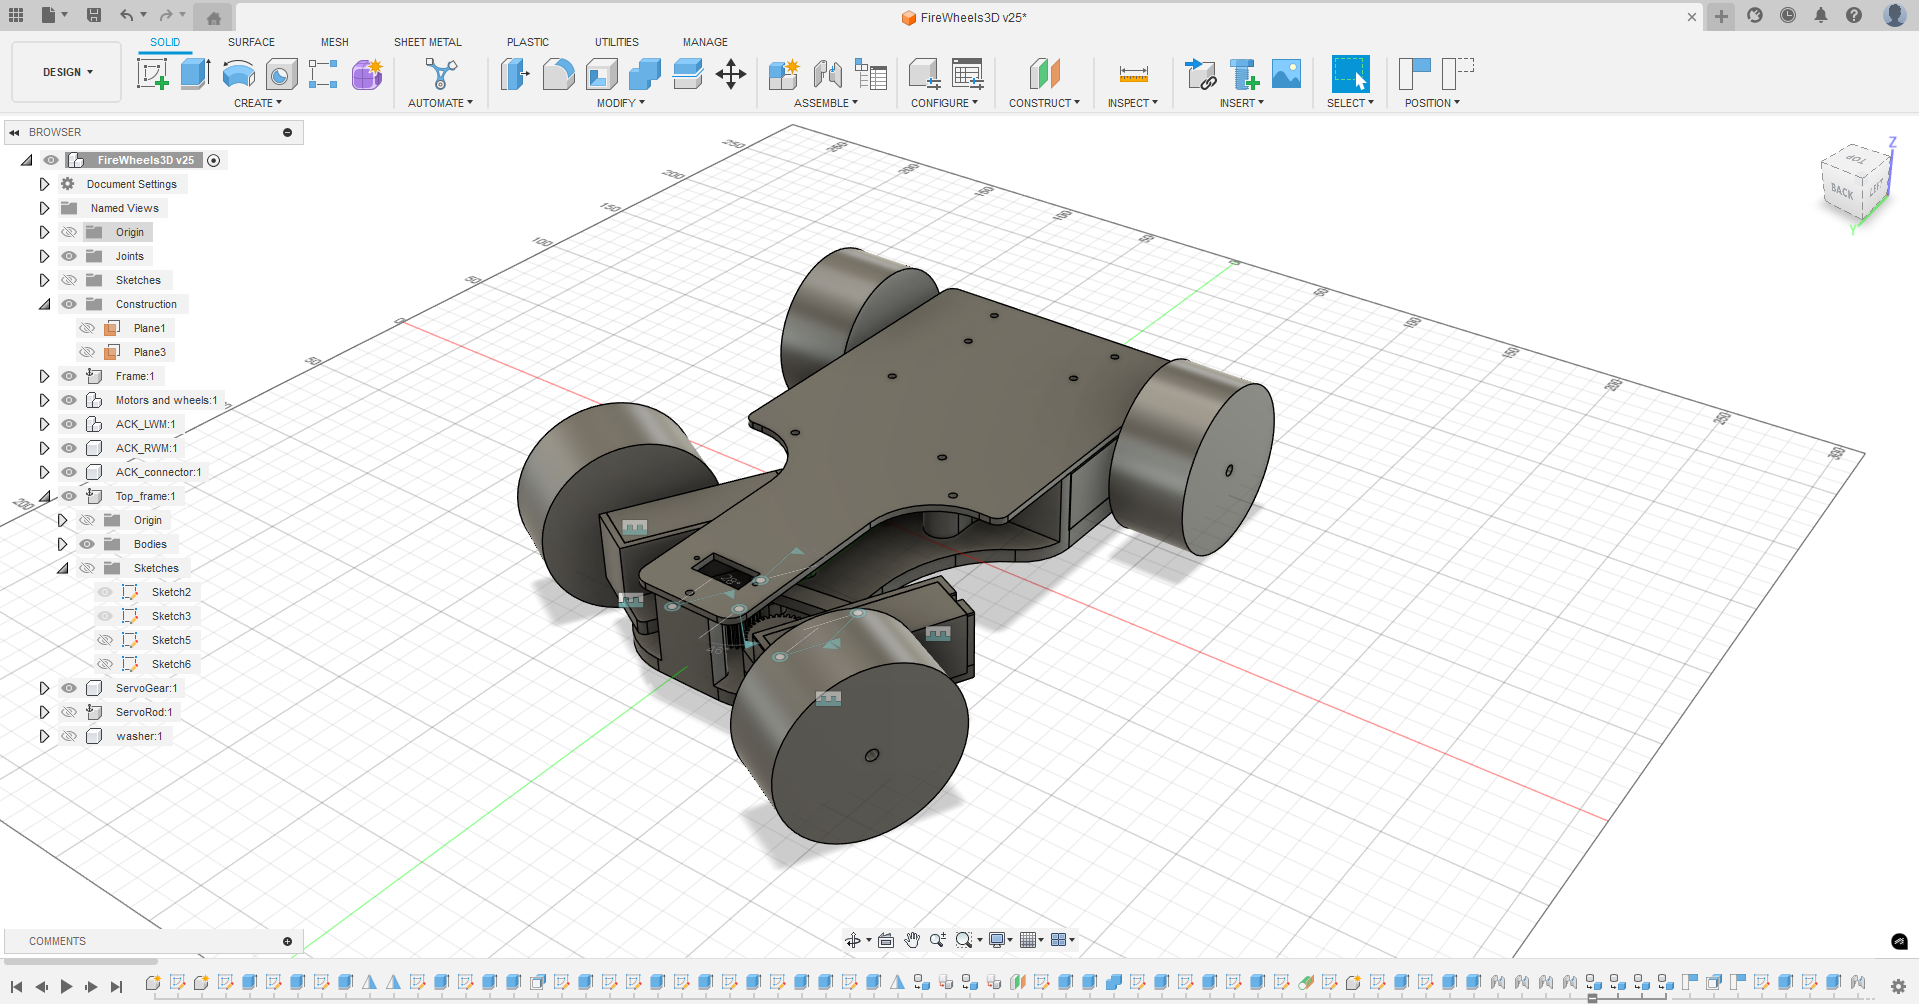 FireWheels3D v25*
DESIGN
SOLID
SURFACE
MESH
SHEET METAL
PLASTIC
UTILITIES
MANAGE
CREATE
AUTOMATE
MODIFY
ASSEMBLE
CONFIGURE
CONSTRUCT
INSPECT
INSERT
SELECT
POSITION
BROWSER
FireWheels3D v25
Document Settings
Named Views
Origin
Joints
Sketches
Construction
Plane1
Plane3
Frame:1
Motors and wheels:1
ACK_LWM:1
ACK_RWM:1
ACK_connector:1
Top_frame:1
Origin
Bodies
Sketches
Sketch2
Sketch3
Sketch5
Sketch6
ServoGear:1
ServoRod:1
washer:1
250
200
150
100
50
0
50
200
250
200
150
100
50
0
50
100
150
200
250
300
TOP
BACK
LEFT
Z
Y
COMMENTS